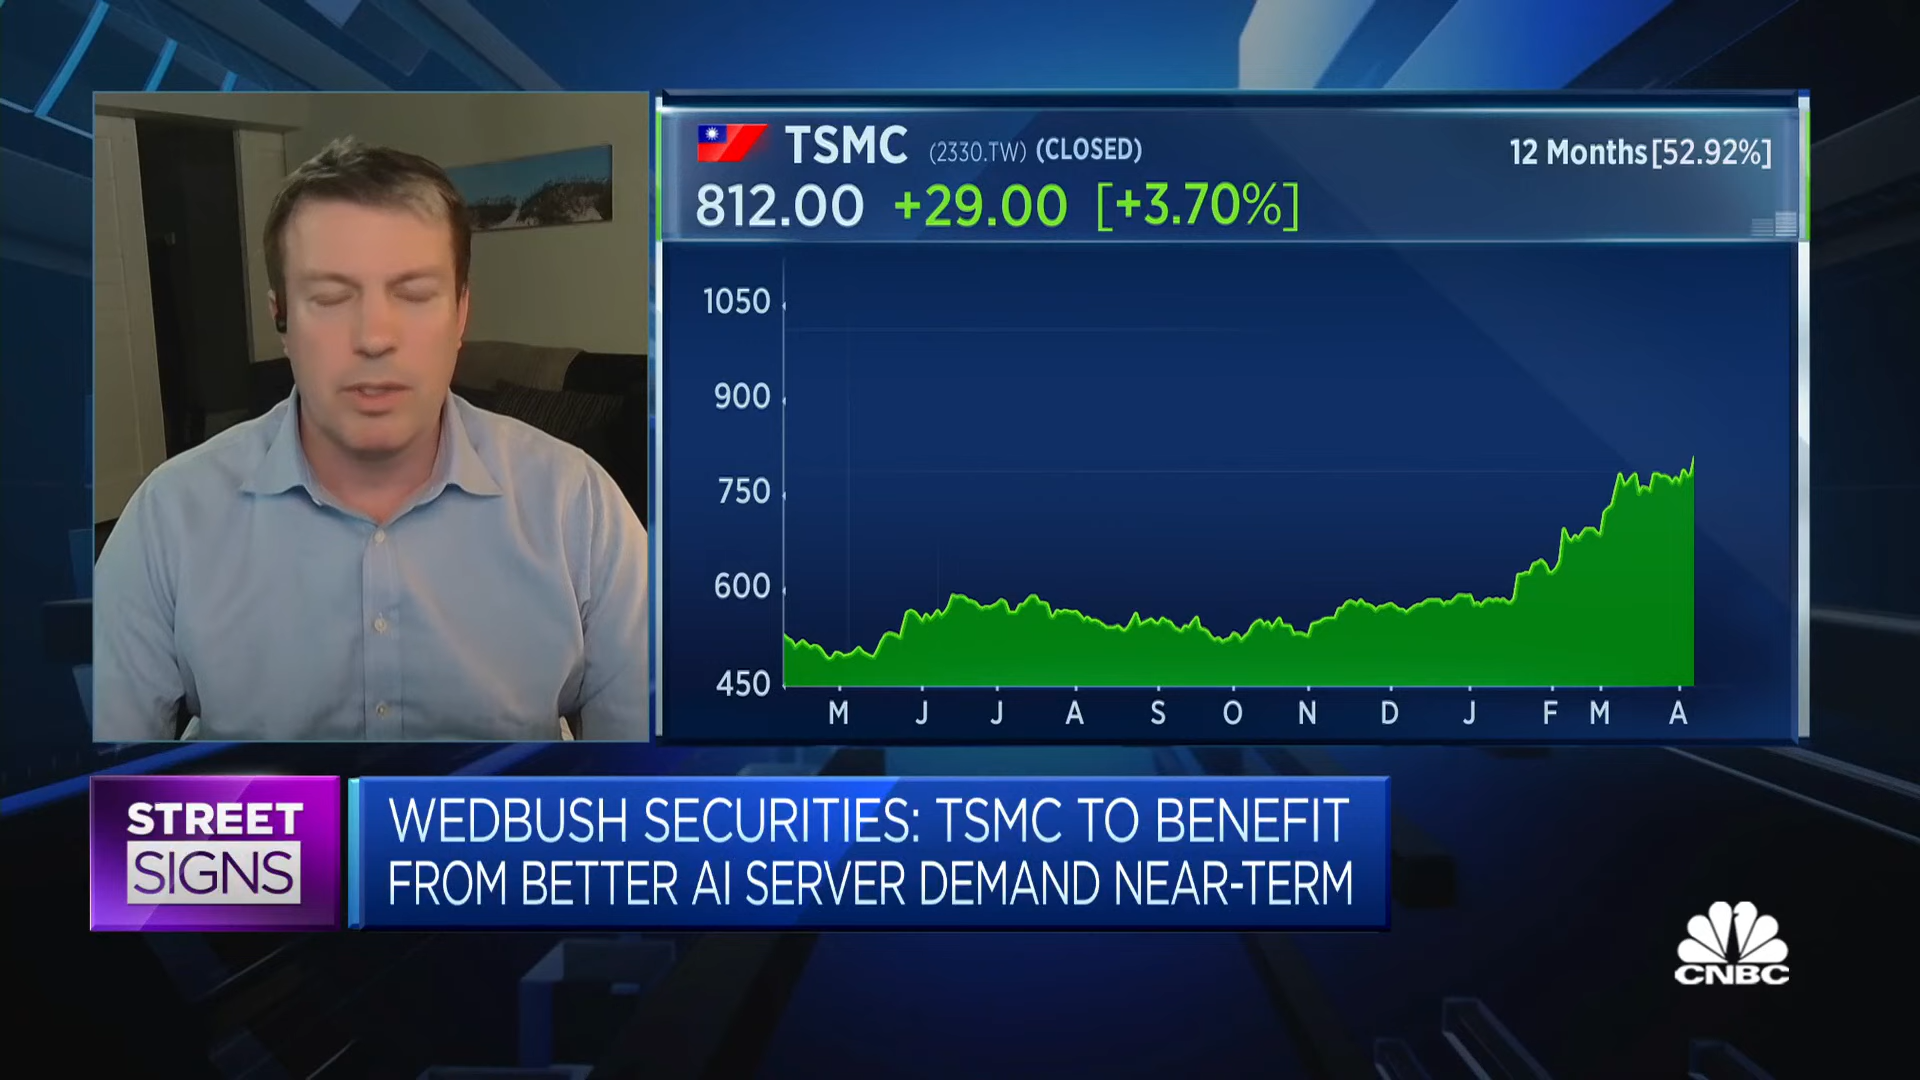 TSMC (2330.TW) (CLOSED)
12 Months [52.92%]
812.00 +29.00 [+3.70%]
1050
900
750
600
450
M J J A S O N D J F M A
STREET
SIGNS
WEDBUSH SECURITIES: TSMC TO BENEFIT
FROM BETTER AI SERVER DEMAND NEAR-TERM
CNBC